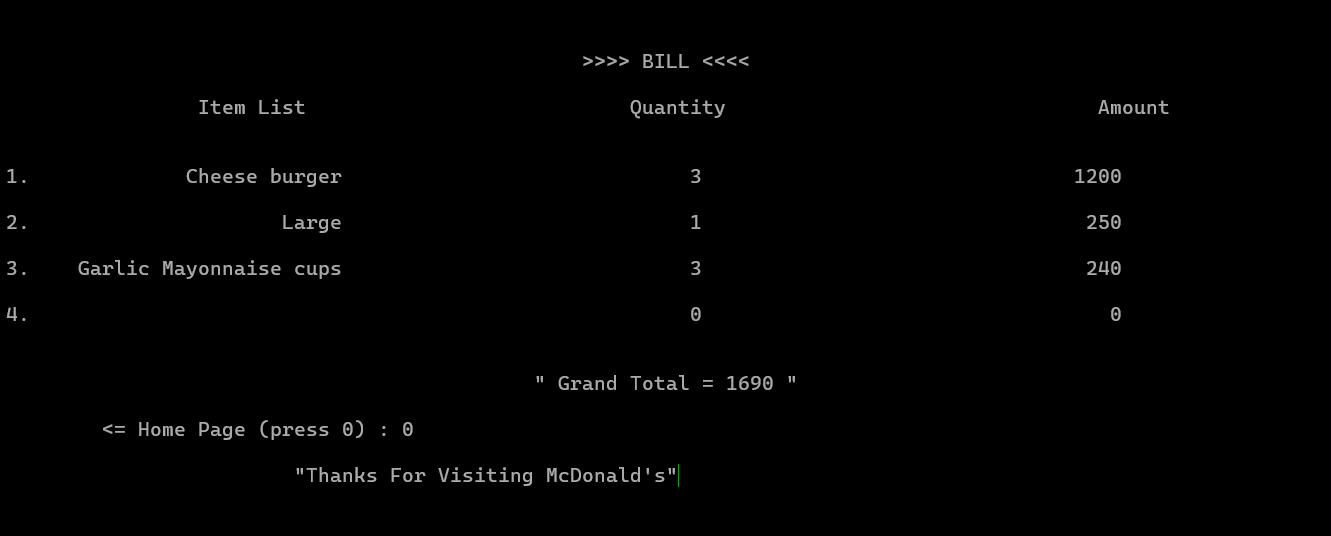 >>>> BILL <<<<
Item List Quantity Amount
1. Cheese burger 3 1200
2. Large 1 250
3. Garlic Mayonnaise cups 3 240
4. 0 0
" Grand Total = 1690 "
<= Home Page (press 0) : 0
"Thanks For Visiting McDonald's"